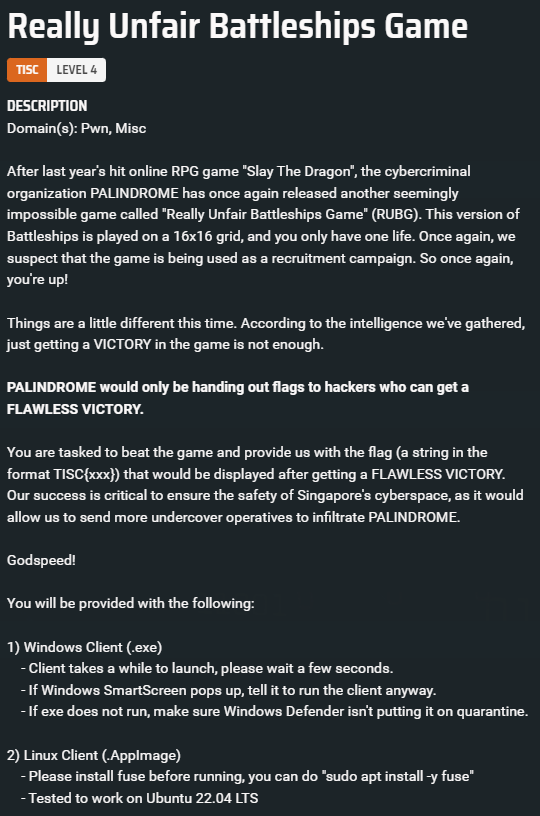 Really Unfair Battleships Game
TISC LEVEL 4
DESCRIPTION
Domain(s): Pwn, Misc
After last year's hit online RPG game "Slay The Dragon", the cybercriminal
organization PALINDROME has once again released another seemingly
impossible game called "Really Unfair Battleships Game" (RUBG). This version of
Battleships is played on a 16x16 grid, and you only have one life. Once again, we
suspect that the game is being used as a recruitment campaign. So once again,
you're up!
Things are a little different this time. According to the intelligence we've gathered,
just getting a VICTORY in the game is not enough.
PALINDROME would only be handing out flags to hackers who can get a
FLAWLESS VICTORY.
You are tasked to beat the game and provide us with the flag (a string in the
format TISC{xxx}) that would be displayed after getting a FLAWLESS VICTORY.
Our success is critical to ensure the safety of Singapore's cyberspace, as it would
allow us to send more undercover operatives to infiltrate PALINDROME.
Godspeed!
You will be provided with the following:
1) Windows Client (.exe)
- Client takes a while to launch, please wait a few seconds.
- If Windows SmartScreen pops up, tell it to run the client anyway.
- If exe does not run, make sure Windows Defender isn't putting it on quarantine.
2) Linux Client (.AppImage)
- Please install fuse before running, you can do "sudo apt install -y fuse"
- Tested to work on Ubuntu 22.04 LTS